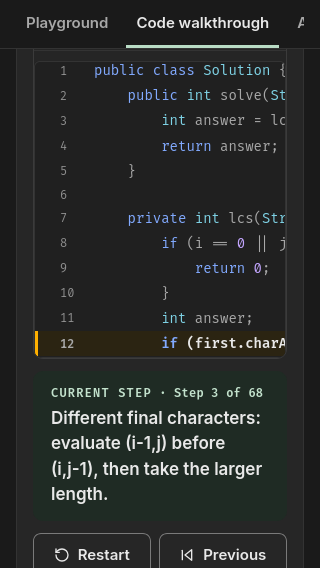 Playground Code walkthrough
1 public class Solution {
2 public int solve(St
3 int answer = lc
4 return answer;
5 }
6
7 private int lcs(Str
8 if (i == 0 || j
9 return 0;
10 }
11 int answer;
12 if (first.charA
CURRENT STEP · Step 3 of 68
Different final characters:
evaluate (i-1,j) before
(i,j-1), then take the larger
length.
Restart Previous